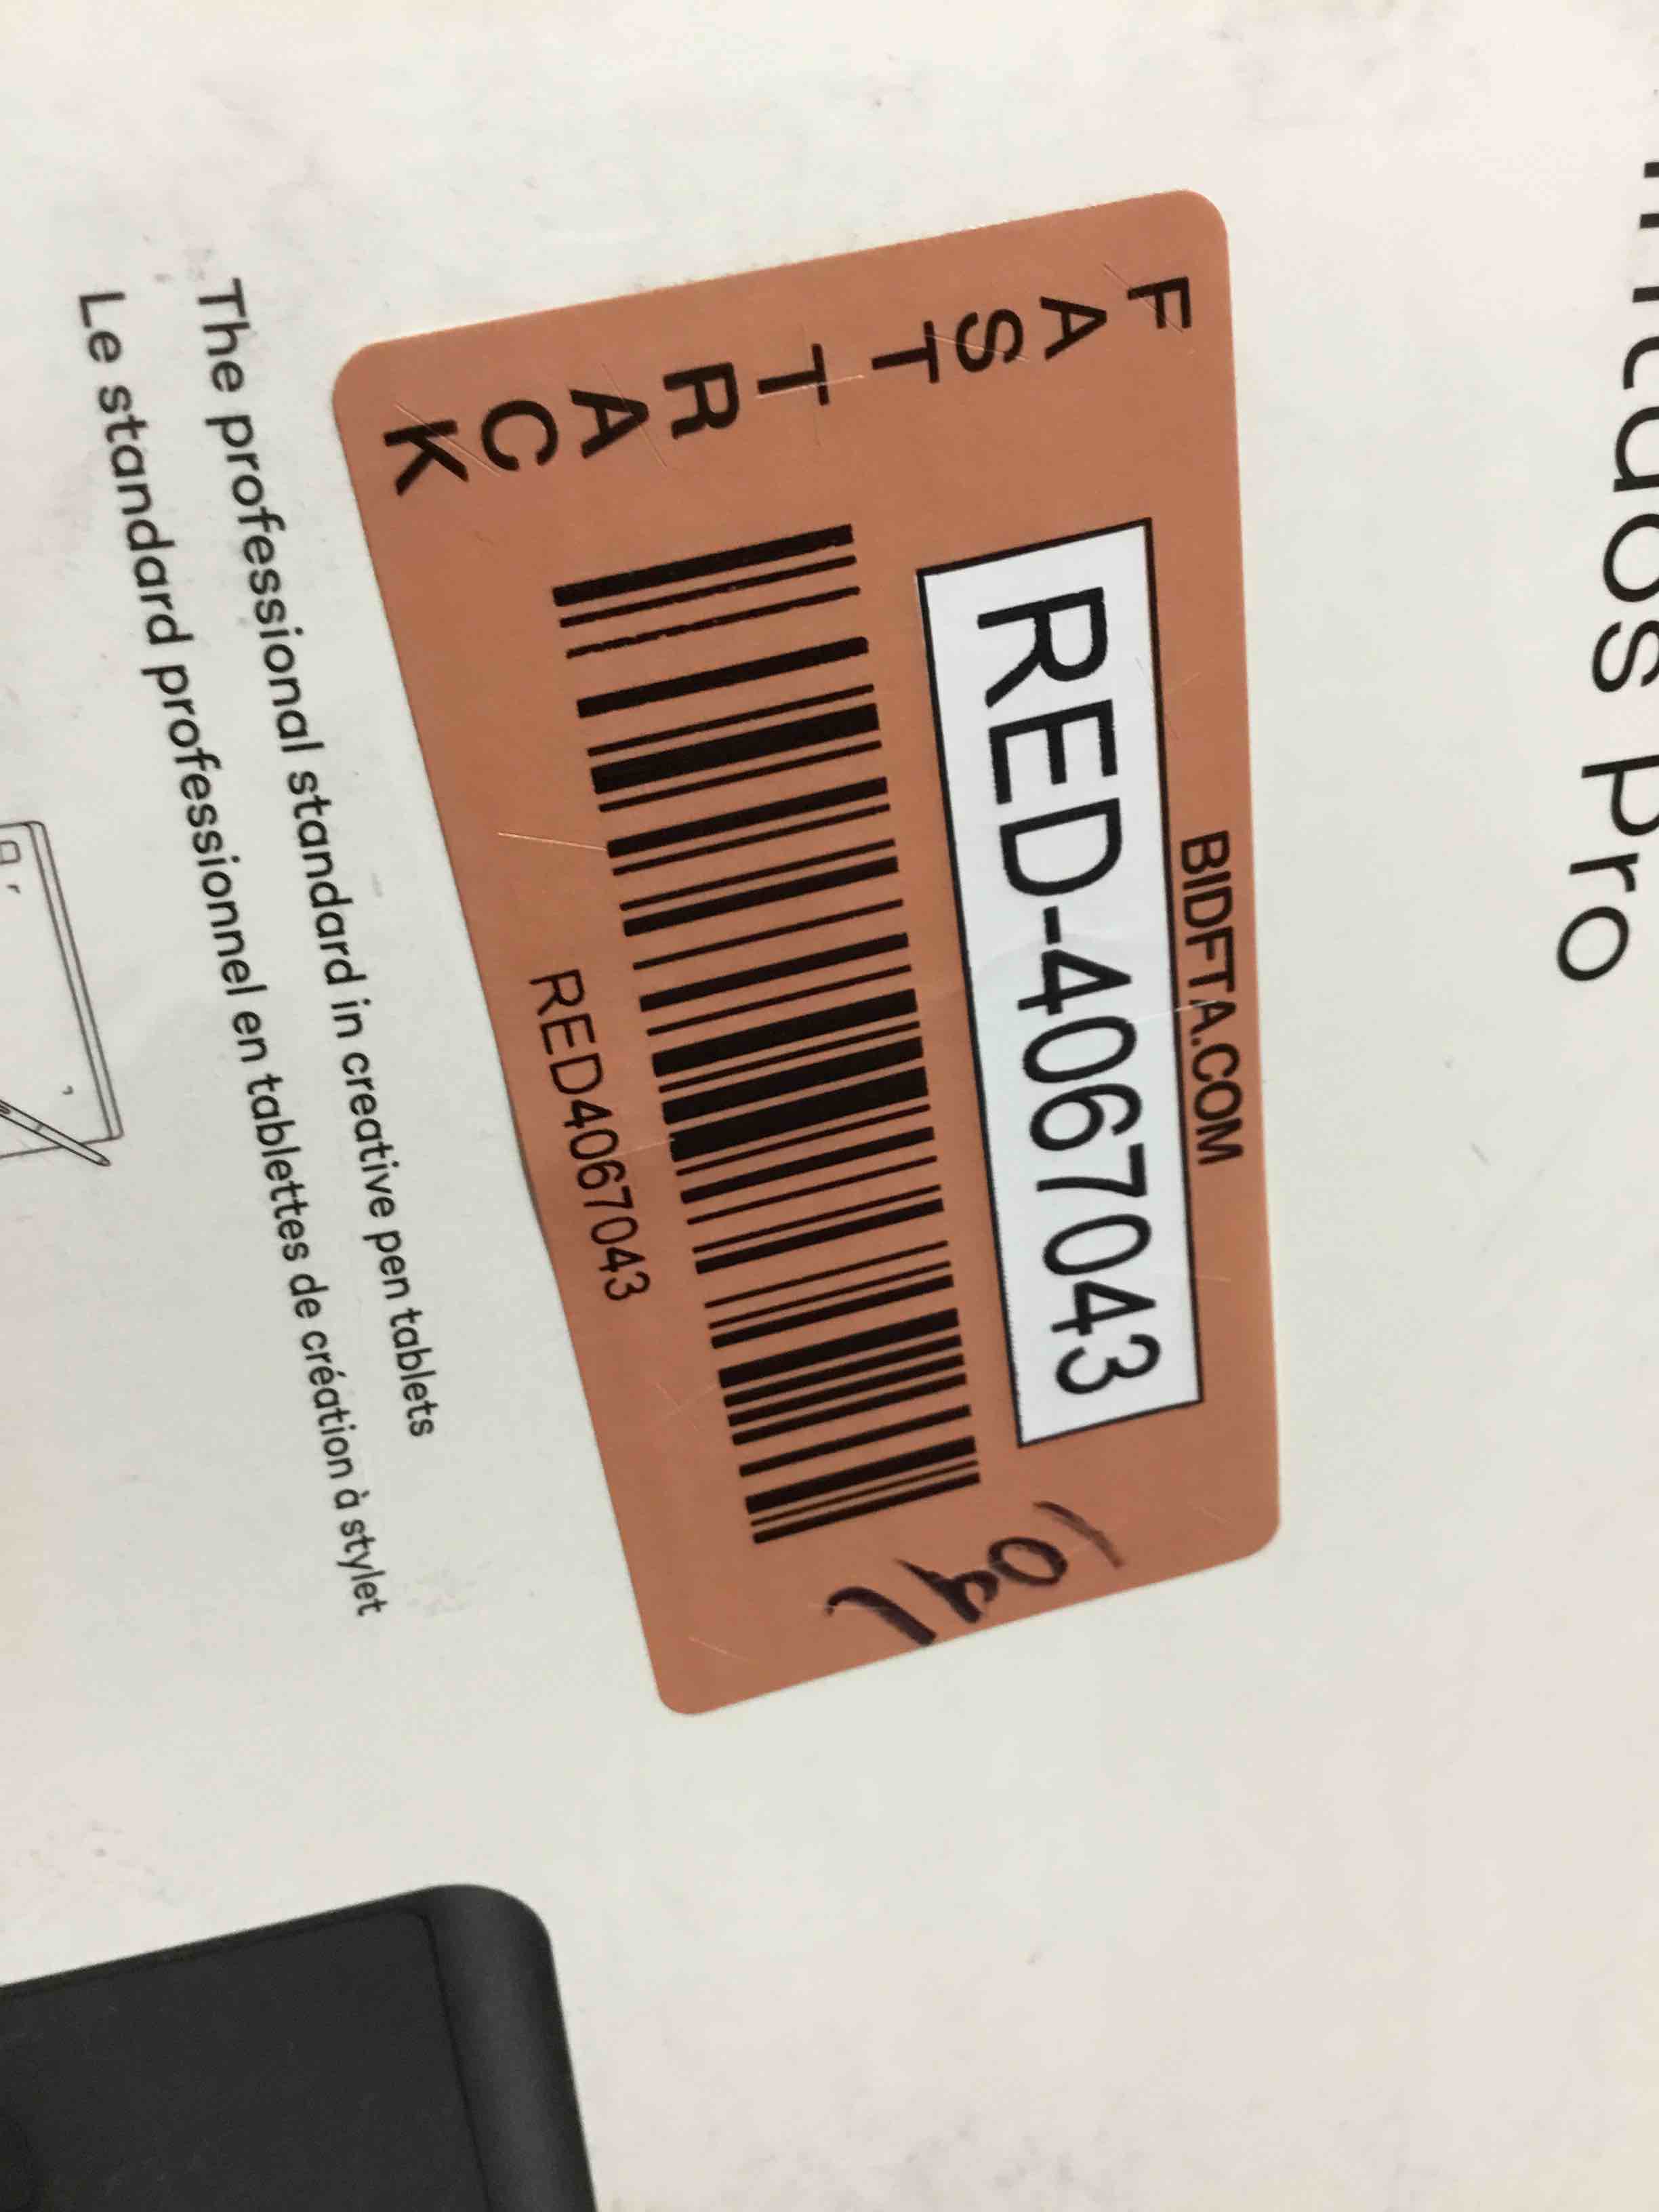 Intuos Pro
BIDFTA.COM
RED-4067043
FAST TRACK
RED4067043
The professional standard in creative pen tablets
Le standard professionnel en tablettes de création à stylet